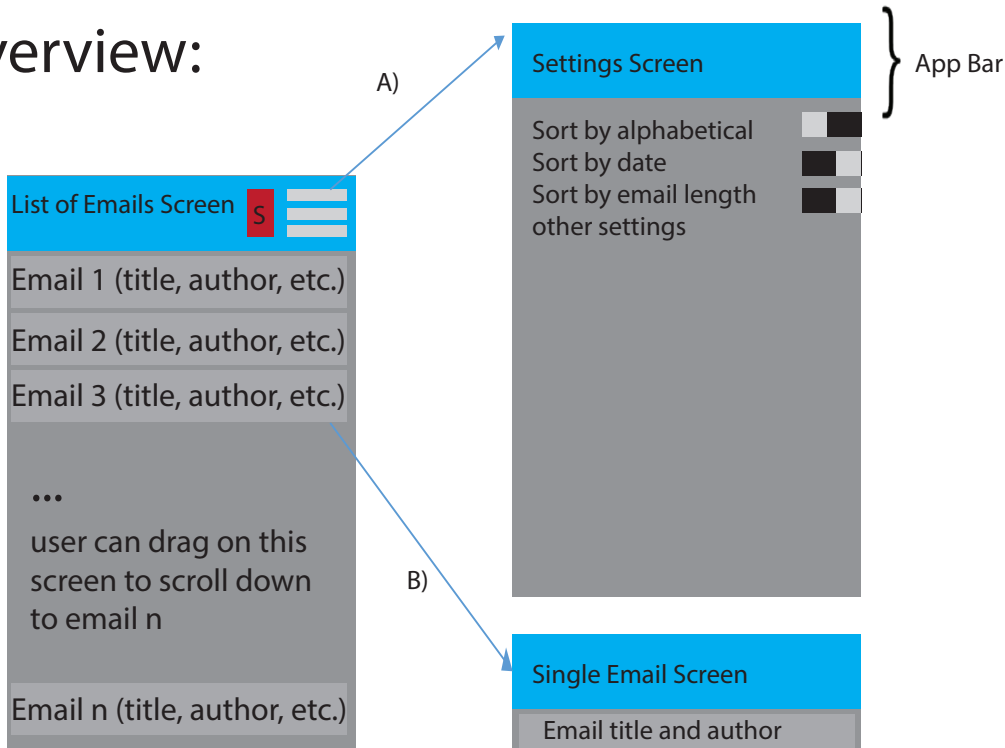 verview:
A)
Settings Screen
App Bar
Sort by alphabetical
Sort by date
Sort by email length
other settings
List of Emails Screen
S
Email 1 (title, author, etc.)
Email 2 (title, author, etc.)
Email 3 (title, author, etc.)
...
user can drag on this
screen to scroll down
to email n
B)
Email n (title, author, etc.)
Single Email Screen
Email title and author